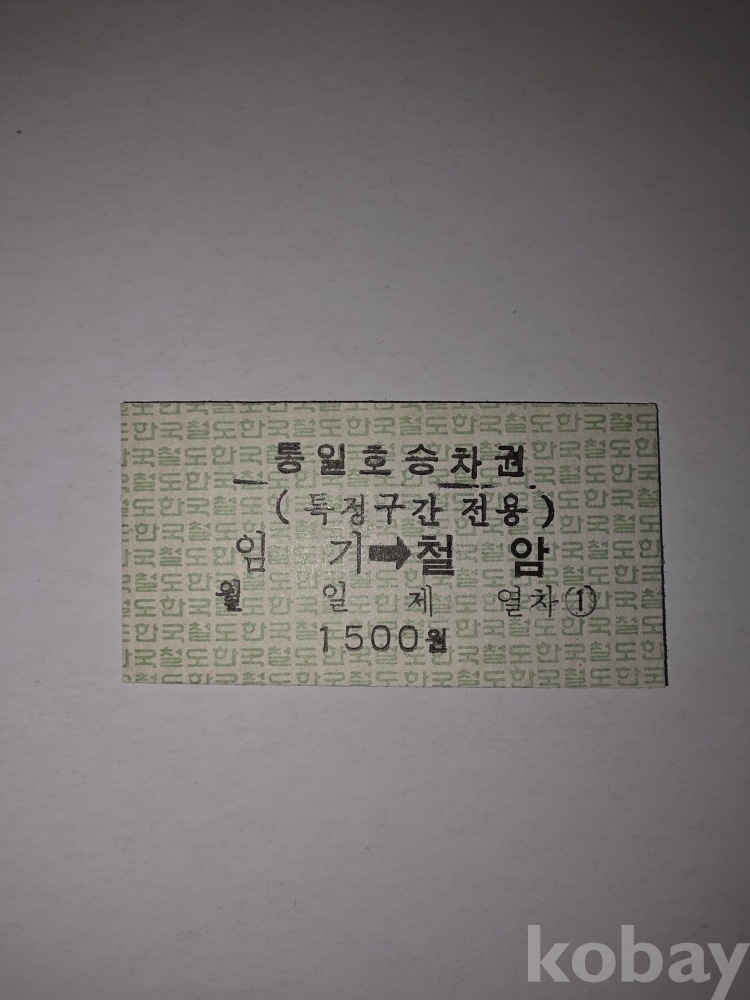 통일호승차권
(특정구간 전용)
임 기➡철 암
월 일 제 열차①
1500원
kobay